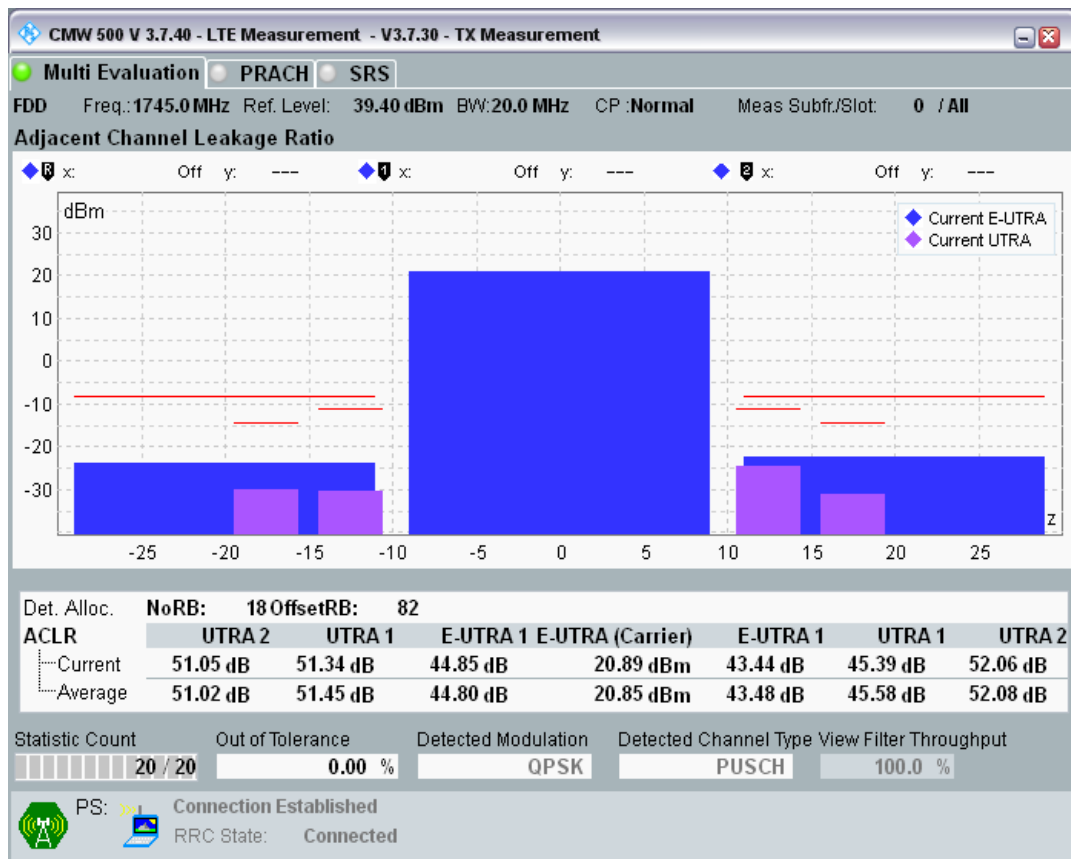 CMW 500 V 3.7.40 - LTE Measurement - V3.7.30 - TX Measurement
Multi Evaluation PRACH SRS
FDD Freq.:1745.0 MHz Ref. Level: 39.40 dBm BW:20.0 MHz CP :Normal Meas Subfr./Slot: 0 / All
Adjacent Channel Leakage Ratio
R x: Off y: --- 1 x: Off y: --- 2 x: Off y: ---
dBm
Current E-UTRA
Current UTRA
30
20
10
0
-10
-20
-30
z
-25 -20 -15 -10 -5 0 5 10 15 20 25
Det. Alloc. NoRB: 18 OffsetRB: 82
ACLR UTRA 2 UTRA 1 E-UTRA 1 E-UTRA (Carrier) E-UTRA 1 UTRA 1 UTRA 2
Current 51.05 dB 51.34 dB 44.85 dB 20.89 dBm 43.44 dB 45.39 dB 52.06 dB
Average 51.02 dB 51.45 dB 44.80 dB 20.85 dBm 43.48 dB 45.58 dB 52.08 dB
Statistic Count Out of Tolerance Detected Modulation Detected Channel Type View Filter Throughput
20 / 20 0.00 % QPSK PUSCH 100.0 %
PS: Connection Established
RRC State: Connected